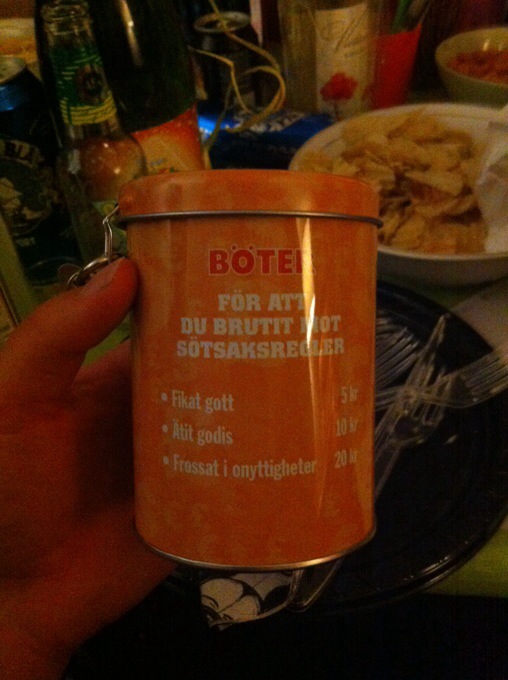 BÖTER
FÖR ATT
DU BRUTIT MOT
SÖTSAKSREGLER
• Fikat gott 5 kr
• Ätit godis 10 kr
• Frossat i onyttigheter 20 kr